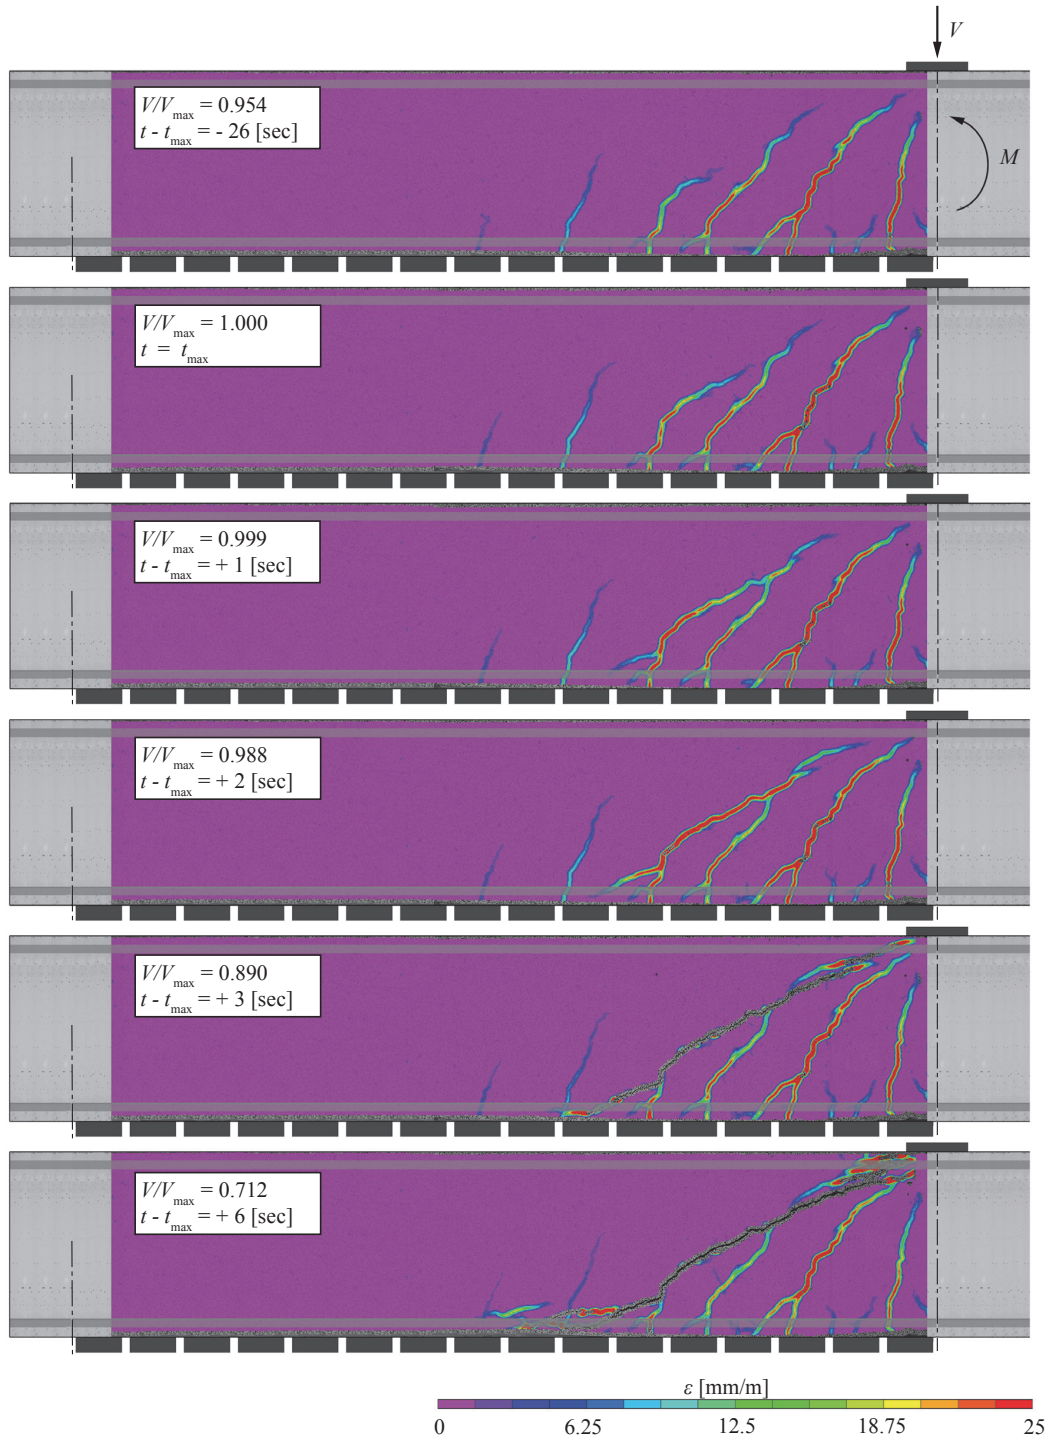 V
V/Vmax = 0.954
t - tmax = - 26 [sec]
M
V/Vmax = 1.000
t = tmax
V/Vmax = 0.999
t - tmax = + 1 [sec]
V/Vmax = 0.988
t - tmax = + 2 [sec]
V/Vmax = 0.890
t - tmax = + 3 [sec]
V/Vmax = 0.712
t - tmax = + 6 [sec]
ε [mm/m]
0 6.25 12.5 18.75 25